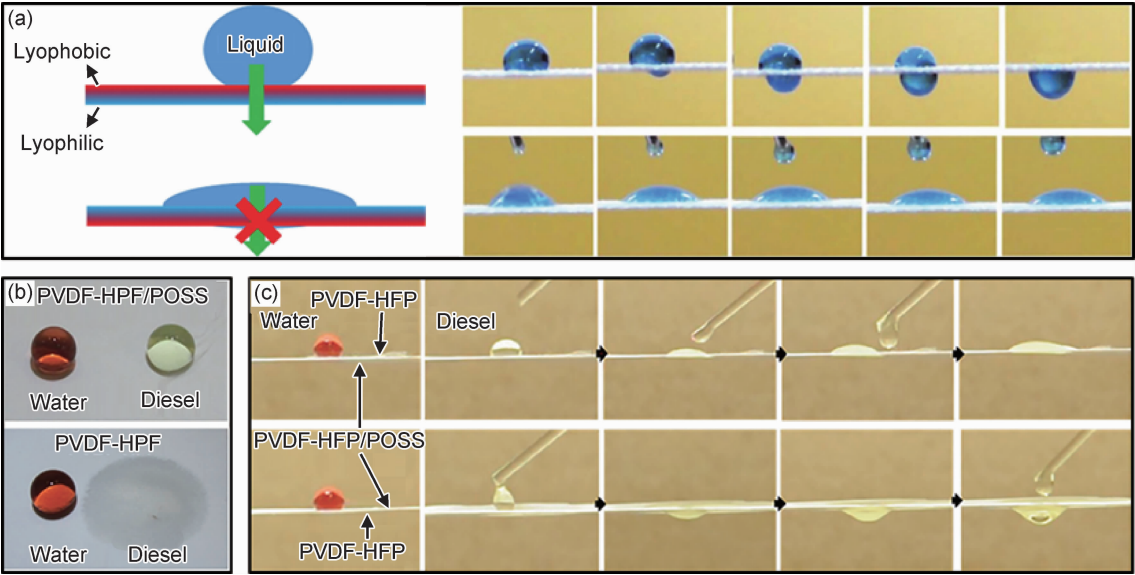 (a)
Liquid
Lyophobic
Lyophilic
(b)
PVDF-HPF/POSS
Water
Diesel
PVDF-HPF
Water
Diesel
(c)
PVDF-HFP
Water
Diesel
PVDF-HFP/POSS
PVDF-HFP